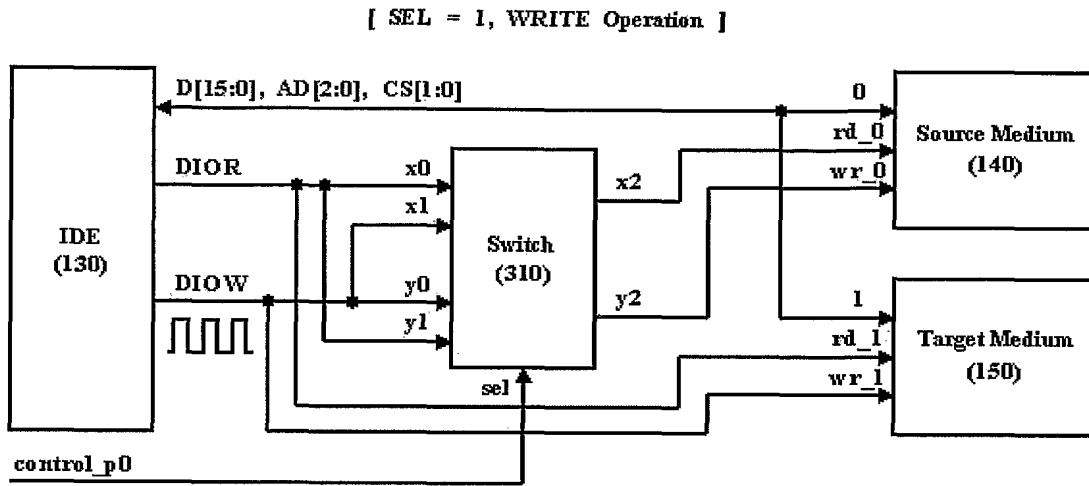 [ SEL = 1, WRITE Operation ]
D[15:0], AD[2:0], CS[1:0]
0
rd_0
wr_0
Source Medium
(140)
DIOR
x0
x1
x2
IDE
(130)
Switch
(310)
DIOW
y0
y1
y2
sel
1
rd_1
wr_1
Target Medium
(150)
control_p0